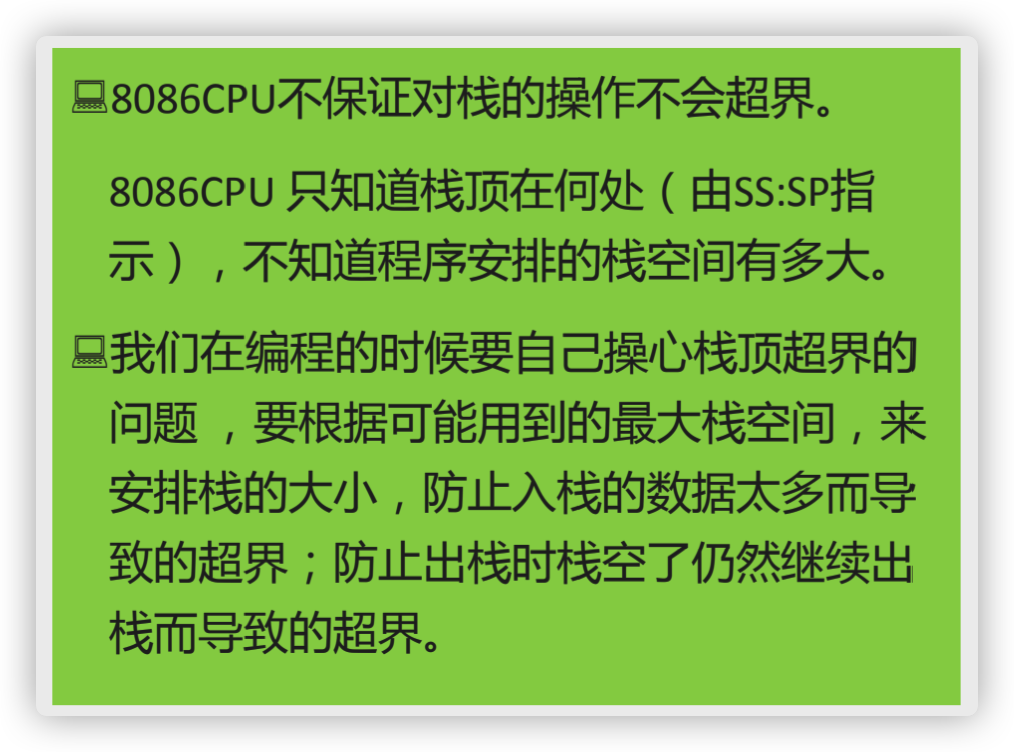 8086CPU不保证对栈的操作不会超界。
8086CPU 只知道栈顶在何处（由SS:SP指
示），不知道程序安排的栈空间有多大。
我们在编程的时候要自己操心栈顶超界的
问题 ，要根据可能用到的最大栈空间，来
安排栈的大小，防止入栈的数据太多而导
致的超界；防止出栈时栈空了仍然继续出
栈而导致的超界。